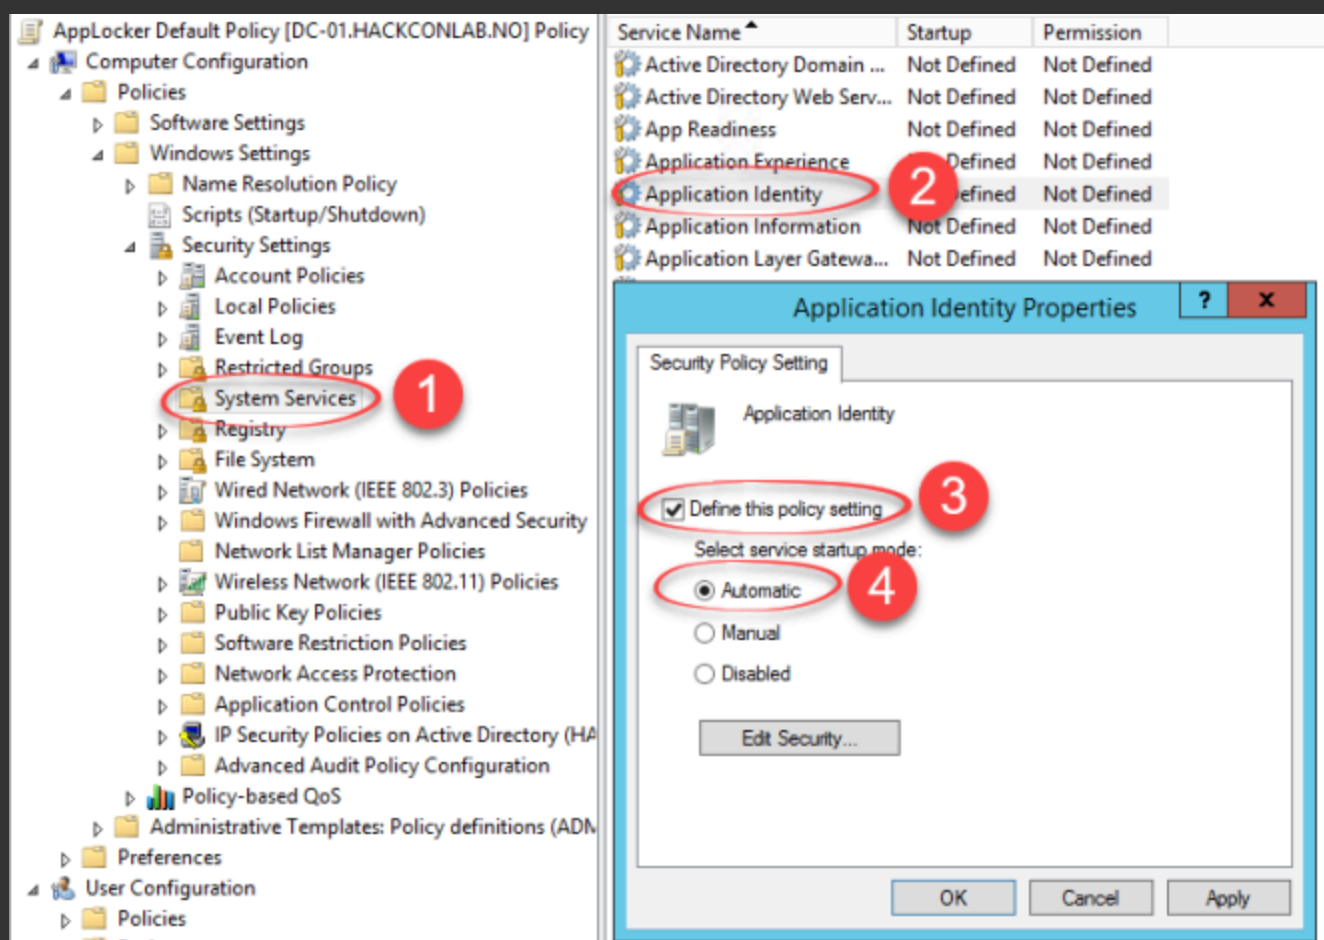 AppLocker Default Policy [DC-01.HACKCONLAB.NO] Policy
Computer Configuration
Policies
Software Settings
Windows Settings
Name Resolution Policy
Scripts (Startup/Shutdown)
Security Settings
Account Policies
Local Policies
Event Log
Restricted Groups
System Services
1
Registry
File System
Wired Network (IEEE 802.3) Policies
Windows Firewall with Advanced Security
Network List Manager Policies
Wireless Network (IEEE 802.11) Policies
Public Key Policies
Software Restriction Policies
Network Access Protection
Application Control Policies
IP Security Policies on Active Directory (HA
Advanced Audit Policy Configuration
Policy-based QoS
Administrative Templates: Policy definitions (ADM
Preferences
User Configuration
Policies
Service Name Startup Permission
Active Directory Domain ... Not Defined Not Defined
Active Directory Web Serv... Not Defined Not Defined
App Readiness Not Defined Not Defined
Application Experience Defined Not Defined
Application Identity 2 efined Not Defined
Application Information Not Defined Not Defined
Application Layer Gatewa... Not Defined Not Defined
Application Identity Properties ? x
Security Policy Setting
Application Identity
Define this policy setting 3
Select service startup mode:
Automatic 4
Manual
Disabled
Edit Security...
OK Cancel Apply